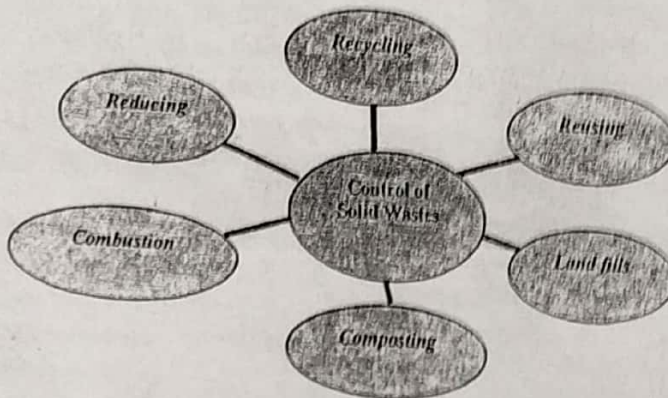 Recycling
Reducing
Reusing
Control of
Solid Wastes
Combustion
Land fills
Composting